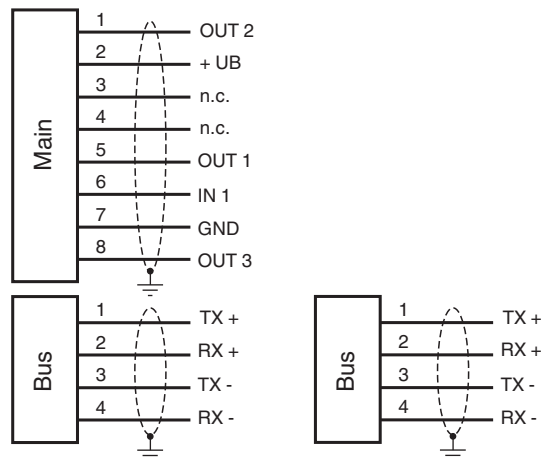 Main
1 OUT 2
2 + UB
3 n.c.
4 n.c.
5 OUT 1
6 IN 1
7 GND
8 OUT 3
Bus
1 TX +
2 RX +
3 TX -
4 RX -
Bus
1 TX +
2 RX +
3 TX -
4 RX -